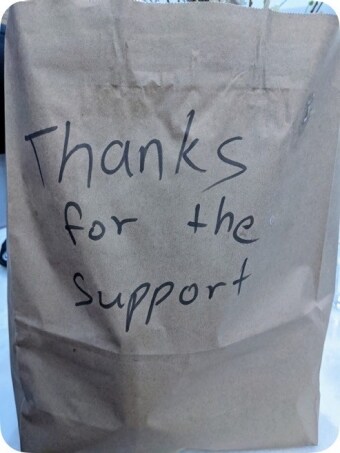 Thanks
for the
support